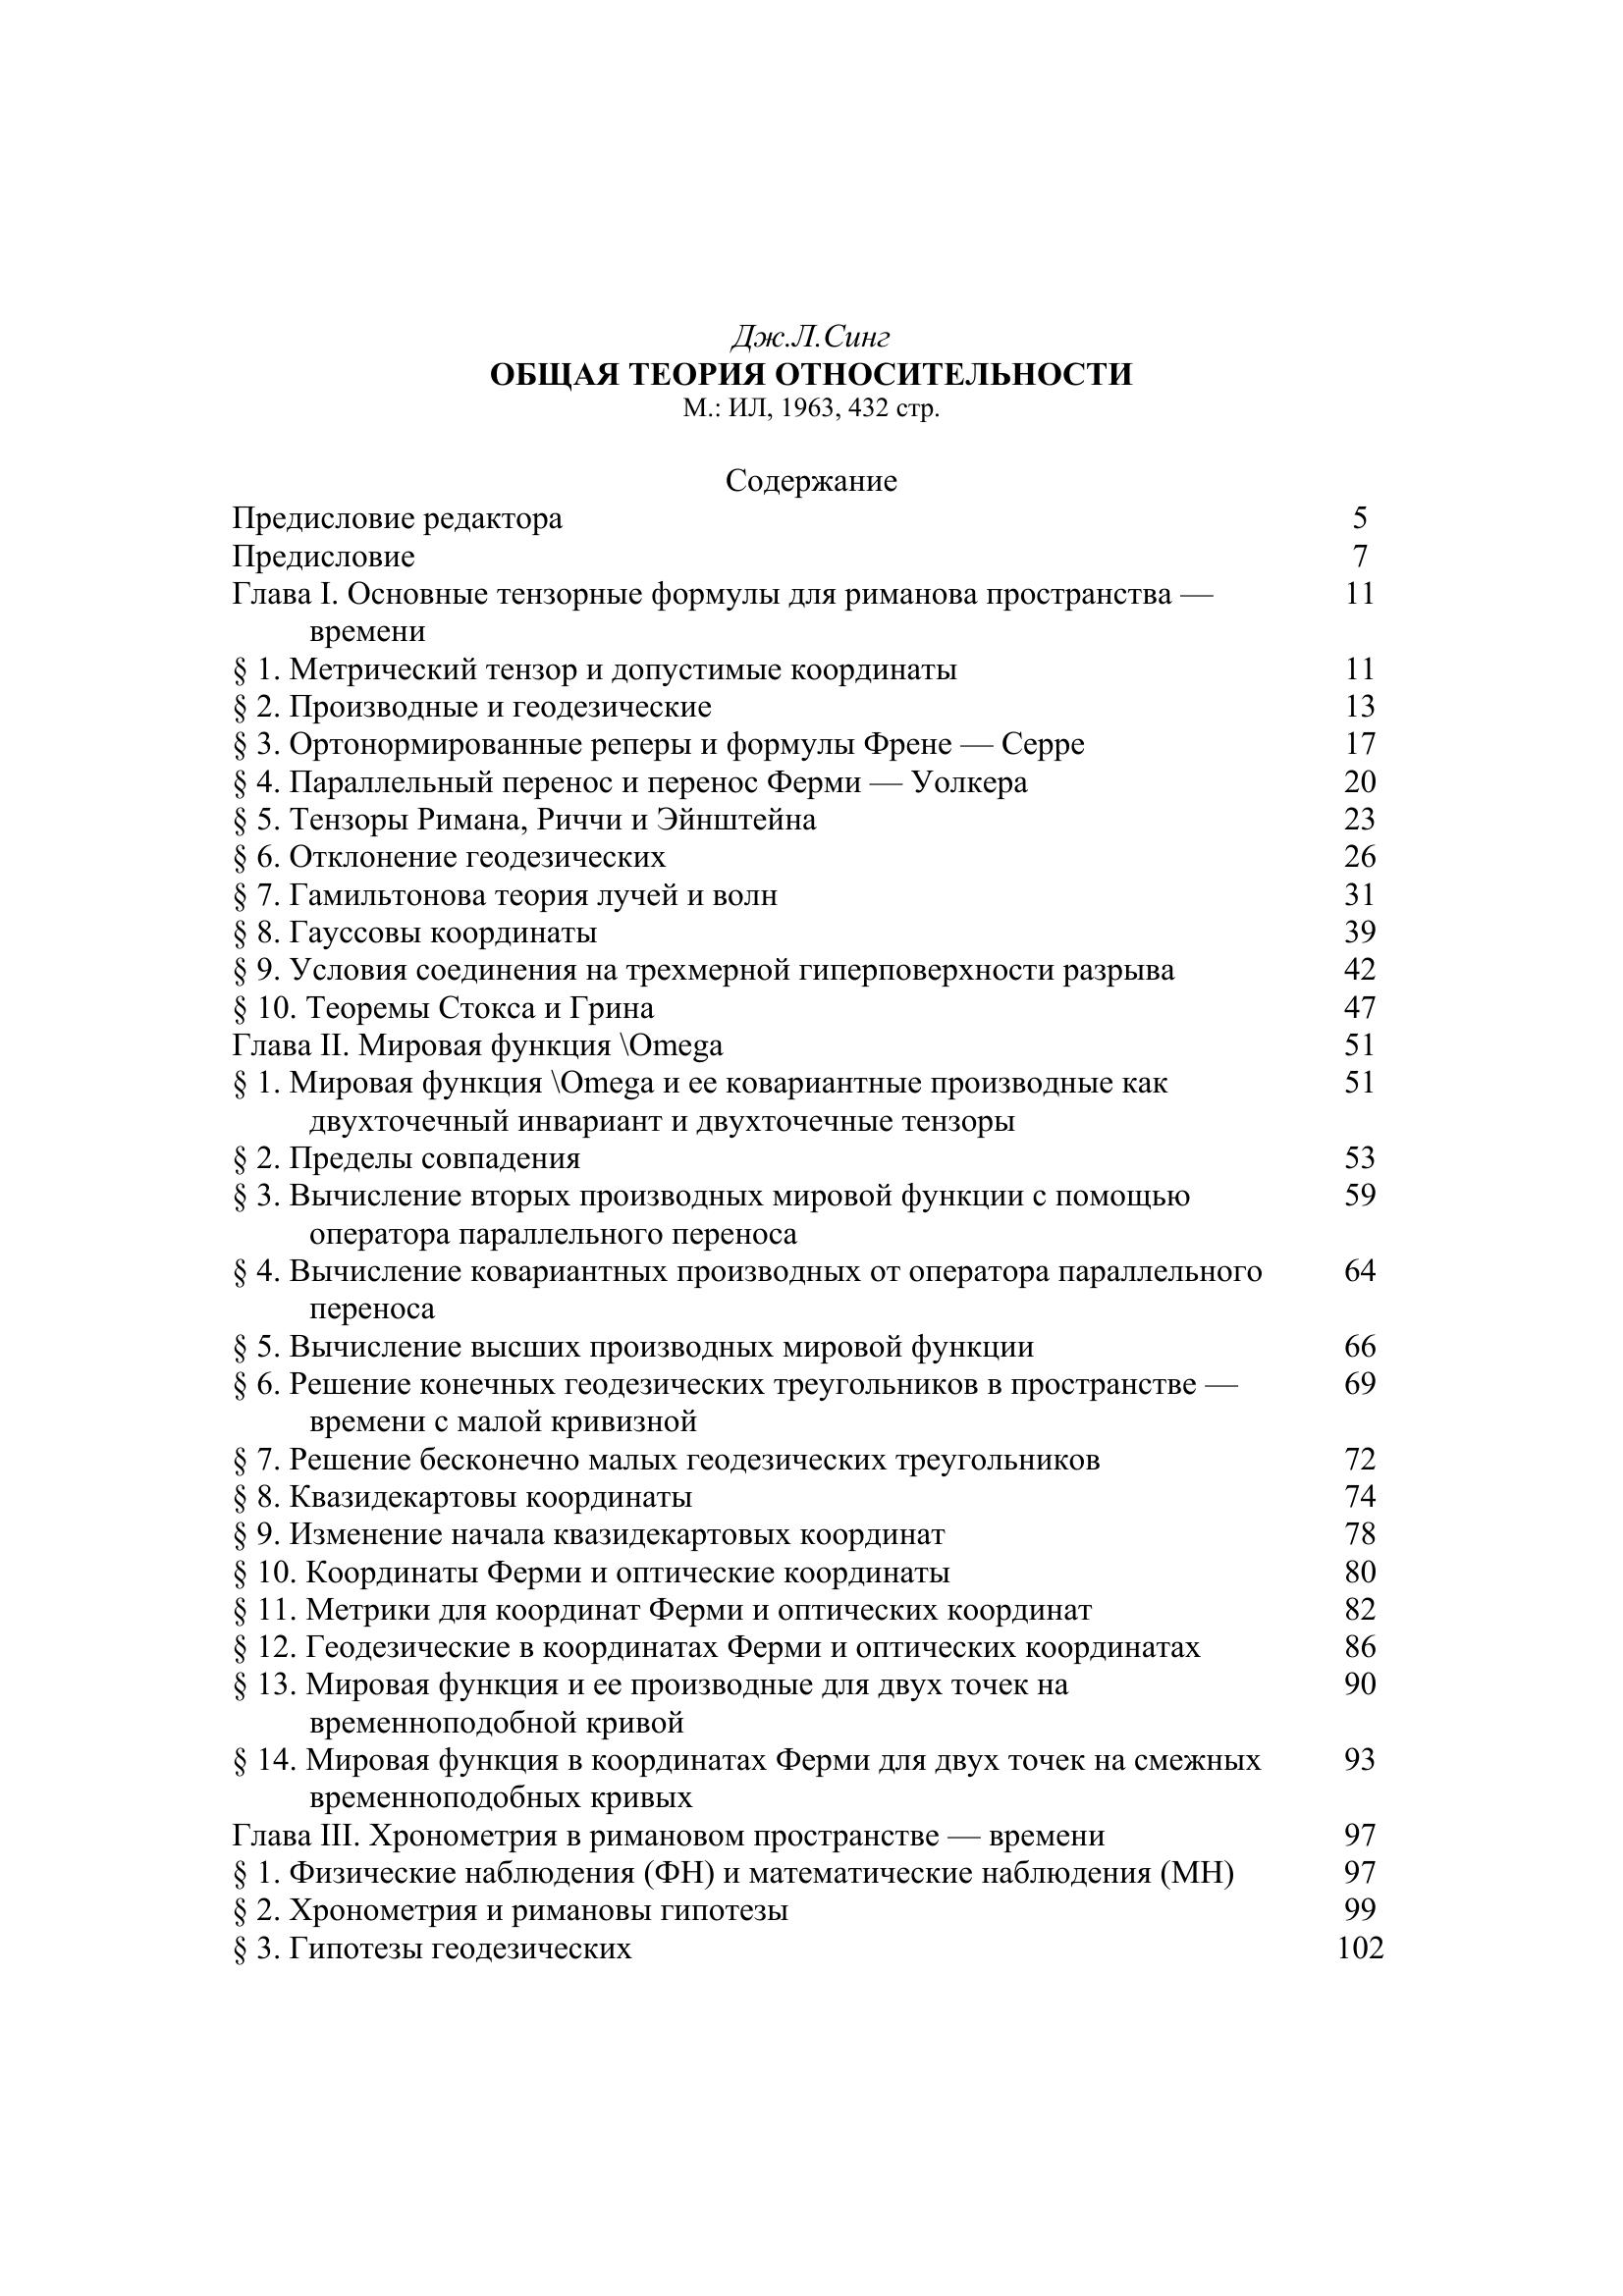 Дж.Л.Синг
ОБЩАЯ ТЕОРИЯ ОТНОСИТЕЛЬНОСТИ
М.: ИЛ, 1963, 432 стр.
Содержание
Предисловие редактора 5
Предисловие 7
Глава I. Основные тензорные формулы для риманова пространства — 11
времени
§ 1. Метрический тензор и допустимые координаты 11
§ 2. Производные и геодезические 13
§ 3. Ортонормированные реперы и формулы Френе — Серре 17
§ 4. Параллельный перенос и перенос Ферми — Уолкера 20
§ 5. Тензоры Римана, Риччи и Эйнштейна 23
§ 6. Отклонение геодезических 26
§ 7. Гамильтонова теория лучей и волн 31
§ 8. Гауссовы координаты 39
§ 9. Условия соединения на трехмерной гиперповерхности разрыва 42
§ 10. Теоремы Стокса и Грина 47
Глава II. Мировая функция \Omega 51
§ 1. Мировая функция \Omega и ее ковариантные производные как 51
двухточечный инвариант и двухточечные тензоры
§ 2. Пределы совпадения 53
§ 3. Вычисление вторых производных мировой функции с помощью 59
оператора параллельного переноса
§ 4. Вычисление ковариантных производных от оператора параллельного 64
переноса
§ 5. Вычисление высших производных мировой функции 66
§ 6. Решение конечных геодезических треугольников в пространстве — 69
времени с малой кривизной
§ 7. Решение бесконечно малых геодезических треугольников 72
§ 8. Квазидекартовы координаты 74
§ 9. Изменение начала квазидекартовых координат 78
§ 10. Координаты Ферми и оптические координаты 80
§ 11. Метрики для координат Ферми и оптических координат 82
§ 12. Геодезические в координатах Ферми и оптических координатах 86
§ 13. Мировая функция и ее производные для двух точек на 90
временноподобной кривой
§ 14. Мировая функция в координатах Ферми для двух точек на смежных 93
временноподобных кривых
Глава III. Хронометрия в римановом пространстве — времени 97
§ 1. Физические наблюдения (ФН) и математические наблюдения (МН) 97
§ 2. Хронометрия и римановы гипотезы 99
§ 3. Гипотезы геодезических 102